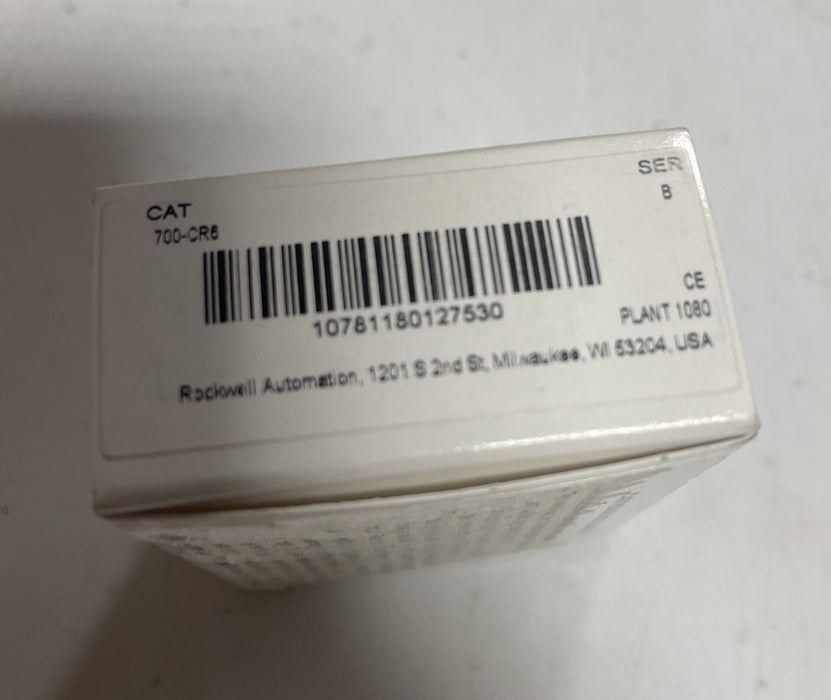 CAT
700-CR6
SER
B
10781180127530
CE
PLANT 1080
Rockwell Automation, 1201 S 2nd St, Milwaukee, WI 53204, USA